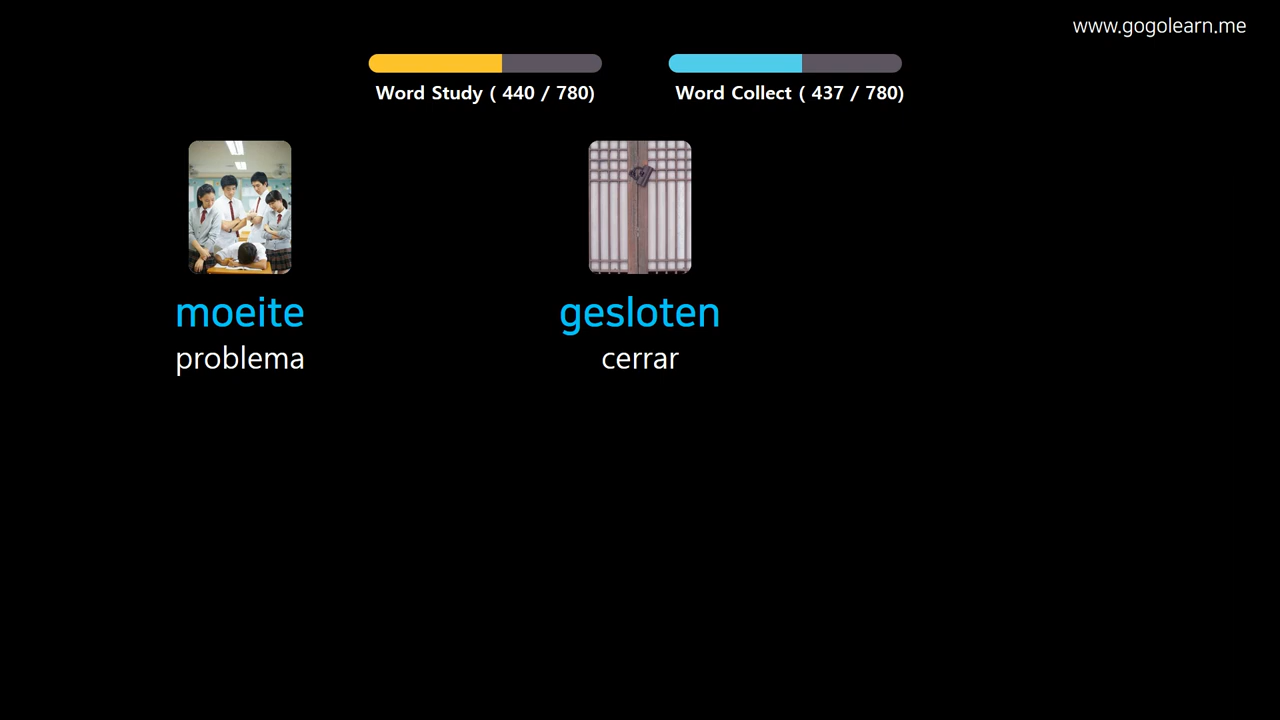 www.gogolearn.me
Word Study ( 440 / 780)
Word Collect ( 437 / 780)
moeite
problema
gesloten
cerrar